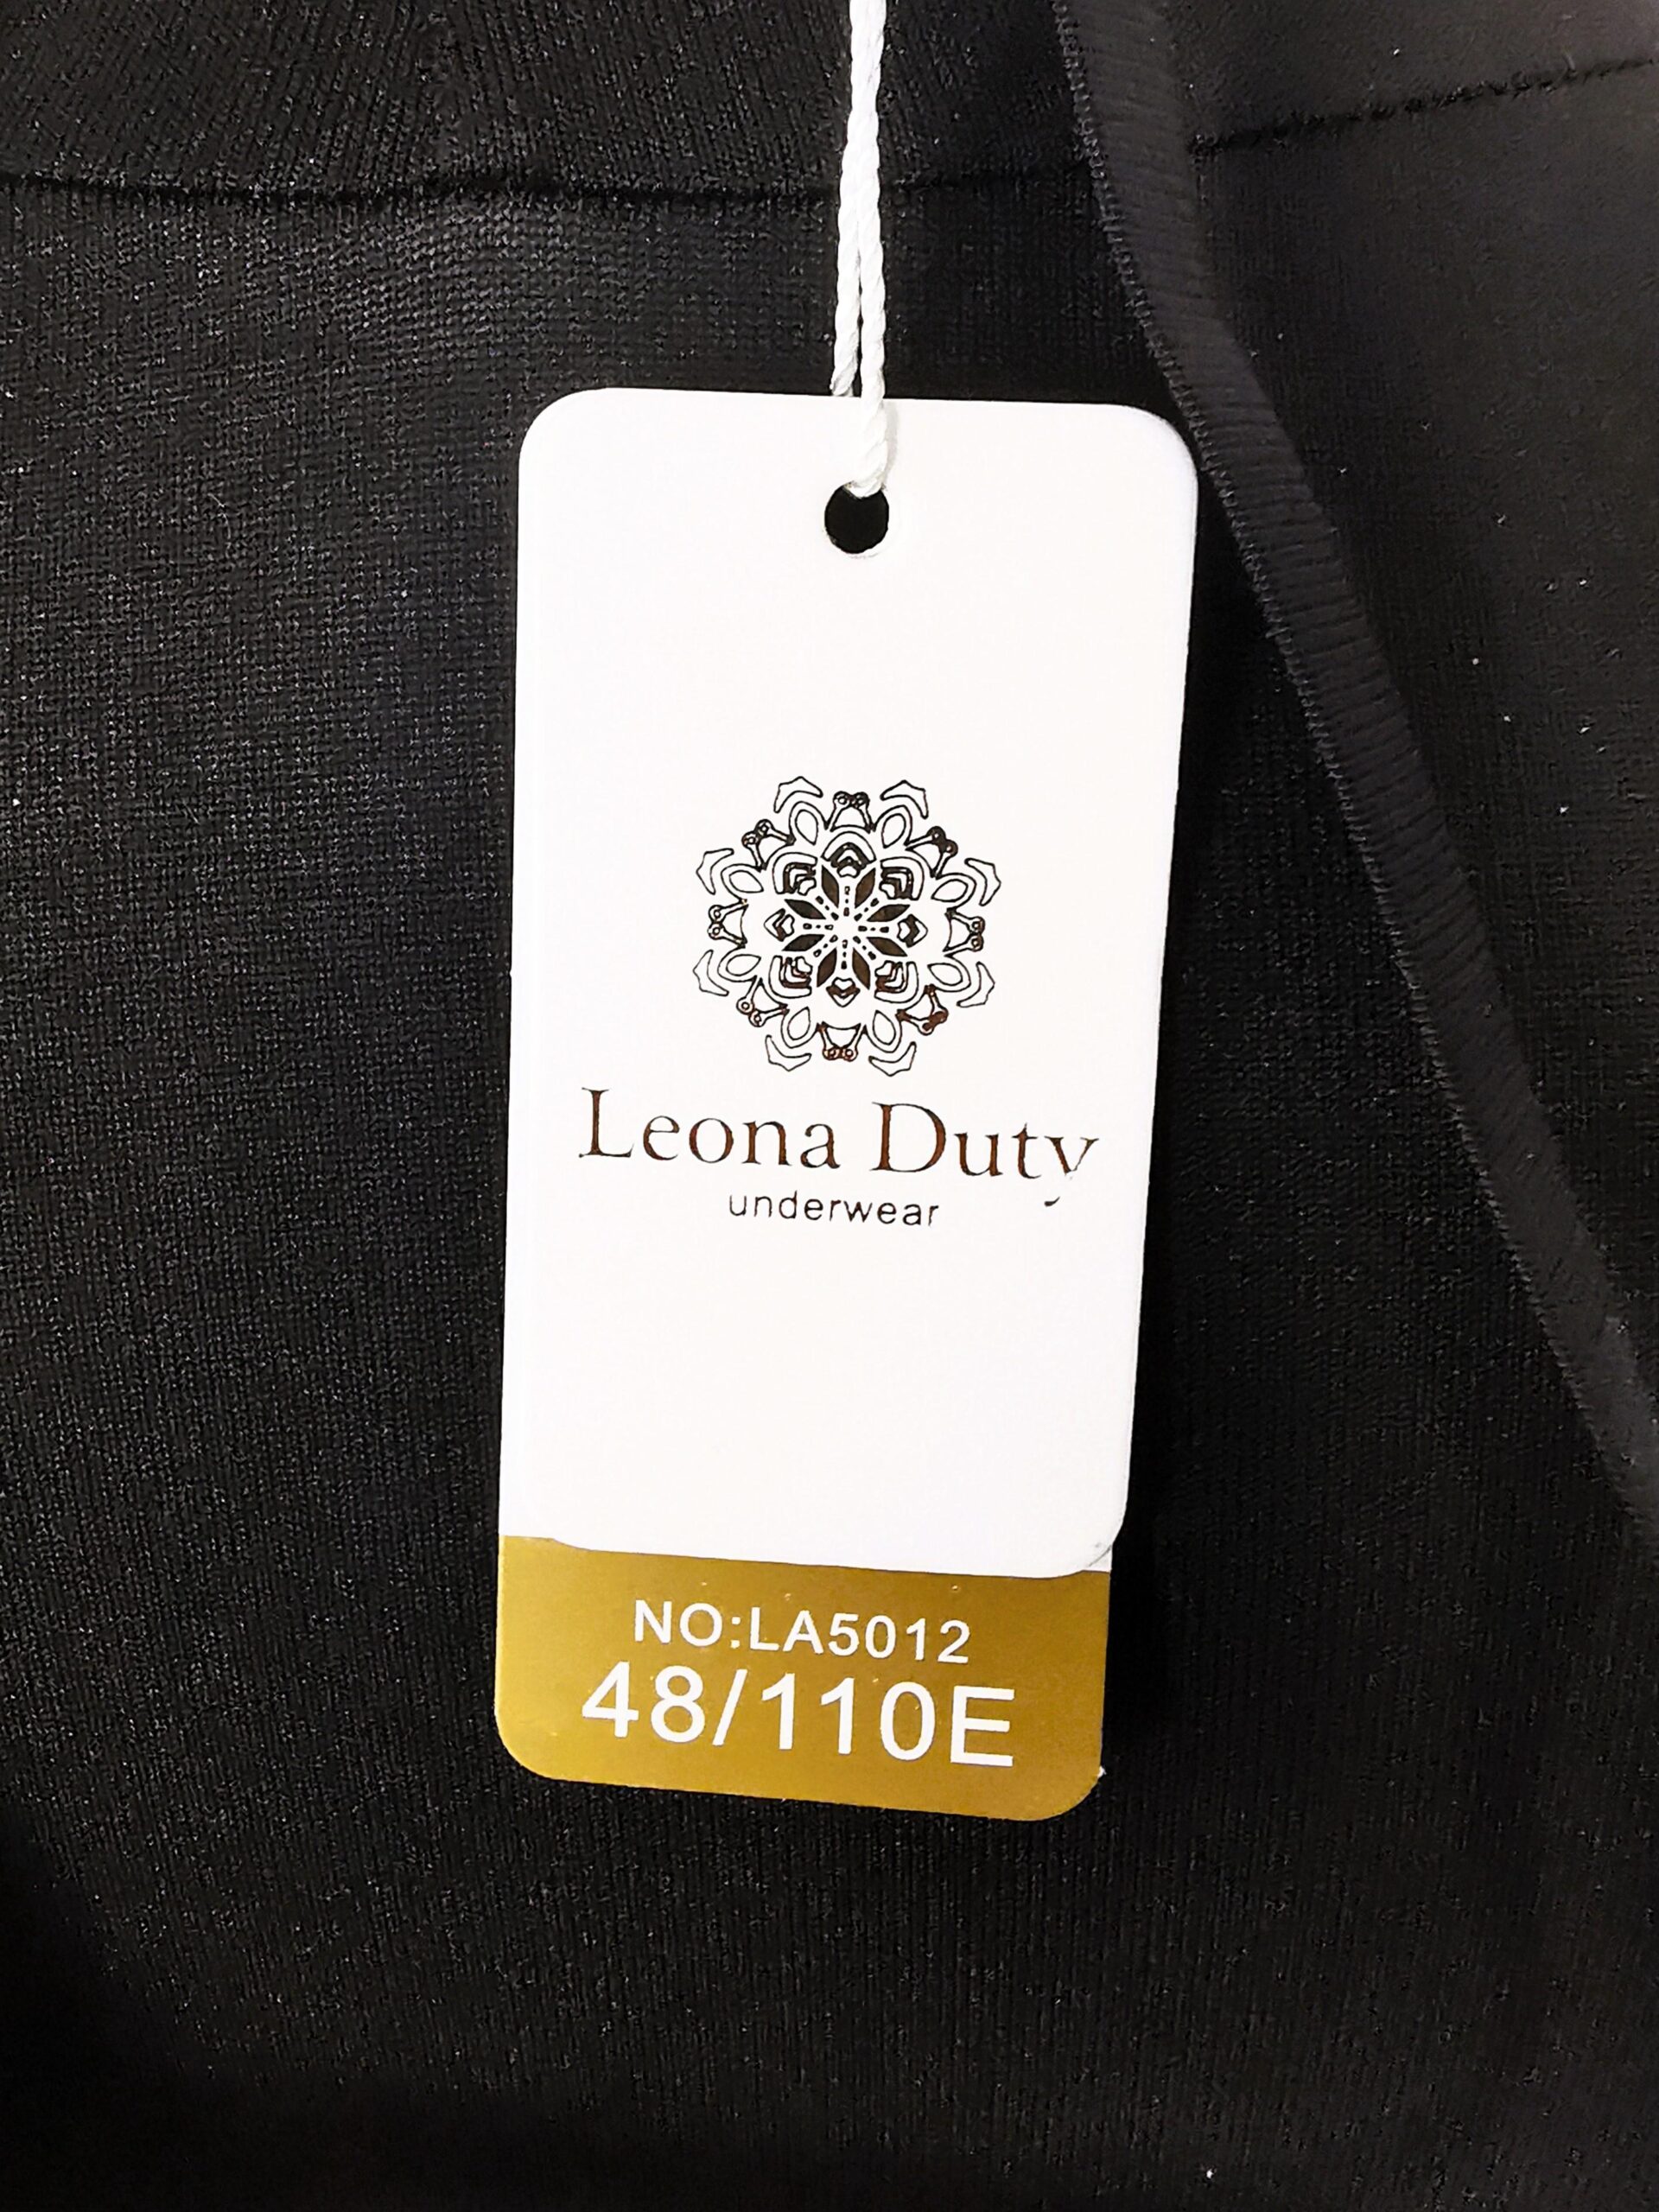 Leona Duty
underwear
NO:LA5012
48/110E